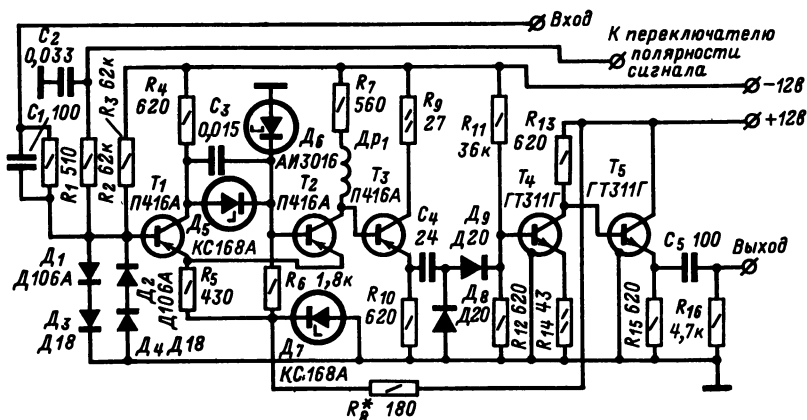 Вход
К переключателю
полярности
сигнала
-12в
+12в
C2
0,033
C1 100
R1 510
R2 62к
R3 62к
R4
620
C3
0,015
Д6
АИ301б
R7
560
Др1
R9
27
R11
36к
R13
620
T1
П416А
Д5
КС168А
T2
П416А
T3
П416А
C4
24
Д9
Д20
T4
ГТ311Г
T5
ГТ311Г
C5 100
Выход
Д1
Д106А
Д2
Д106А
Д3
Д18
Д4 Д18
R5
430
R6 1,8к
Д7
КС168А
R10
620
Д8
Д20
R12 620
R14 43
R15 620
R16
4,7к
R8* 180